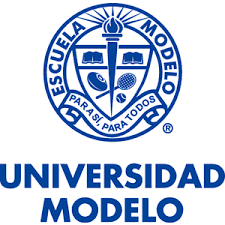 ESCUELA MODELO
PARA SÍ, PARA TODOS
®
UNIVERSIDAD
MODELO